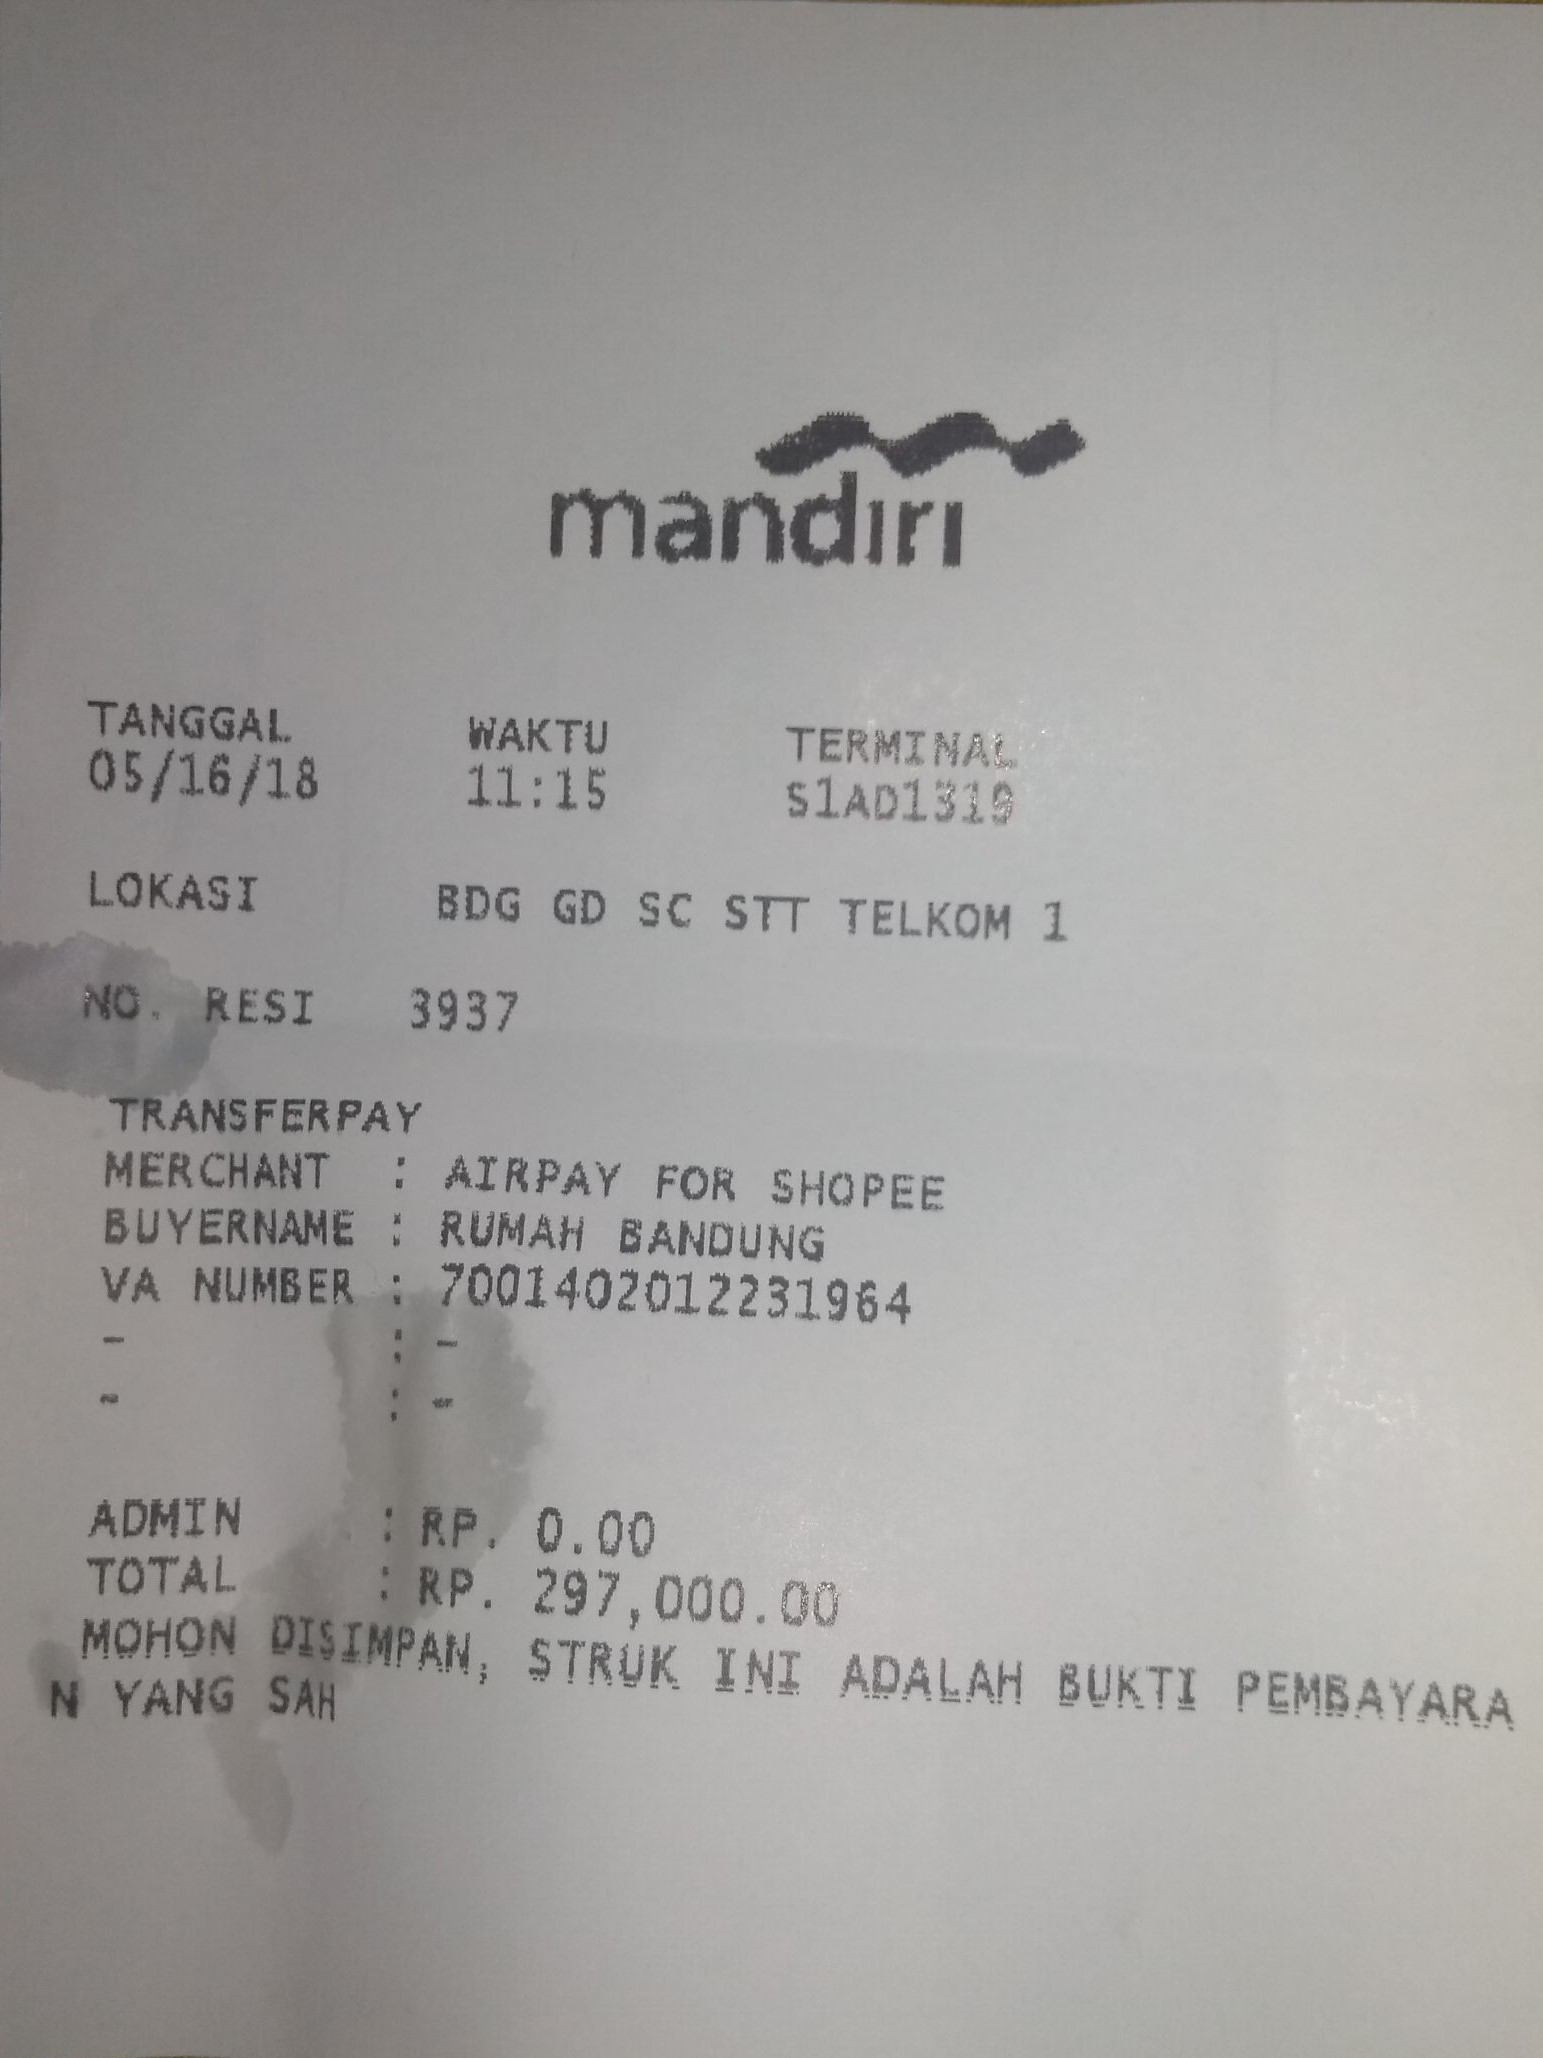 mandiri
TANGGAL WAKTU TERMINAL
05/16/18 11:15 S1AD1319
LOKASI BDG GD SC STT TELKOM 1
NO. RESI 3937
TRANSFERPAY
MERCHANT : AIRPAY FOR SHOPEE
BUYERNAME : RUMAH BANDUNG
VA NUMBER : 7001402012231964
- : -
- : -
ADMIN : RP. 0.00
TOTAL : RP. 297,000.00
MOHON DISIMPAN, STRUK INI ADALAH BUKTI PEMBAYARA
N YANG SAH